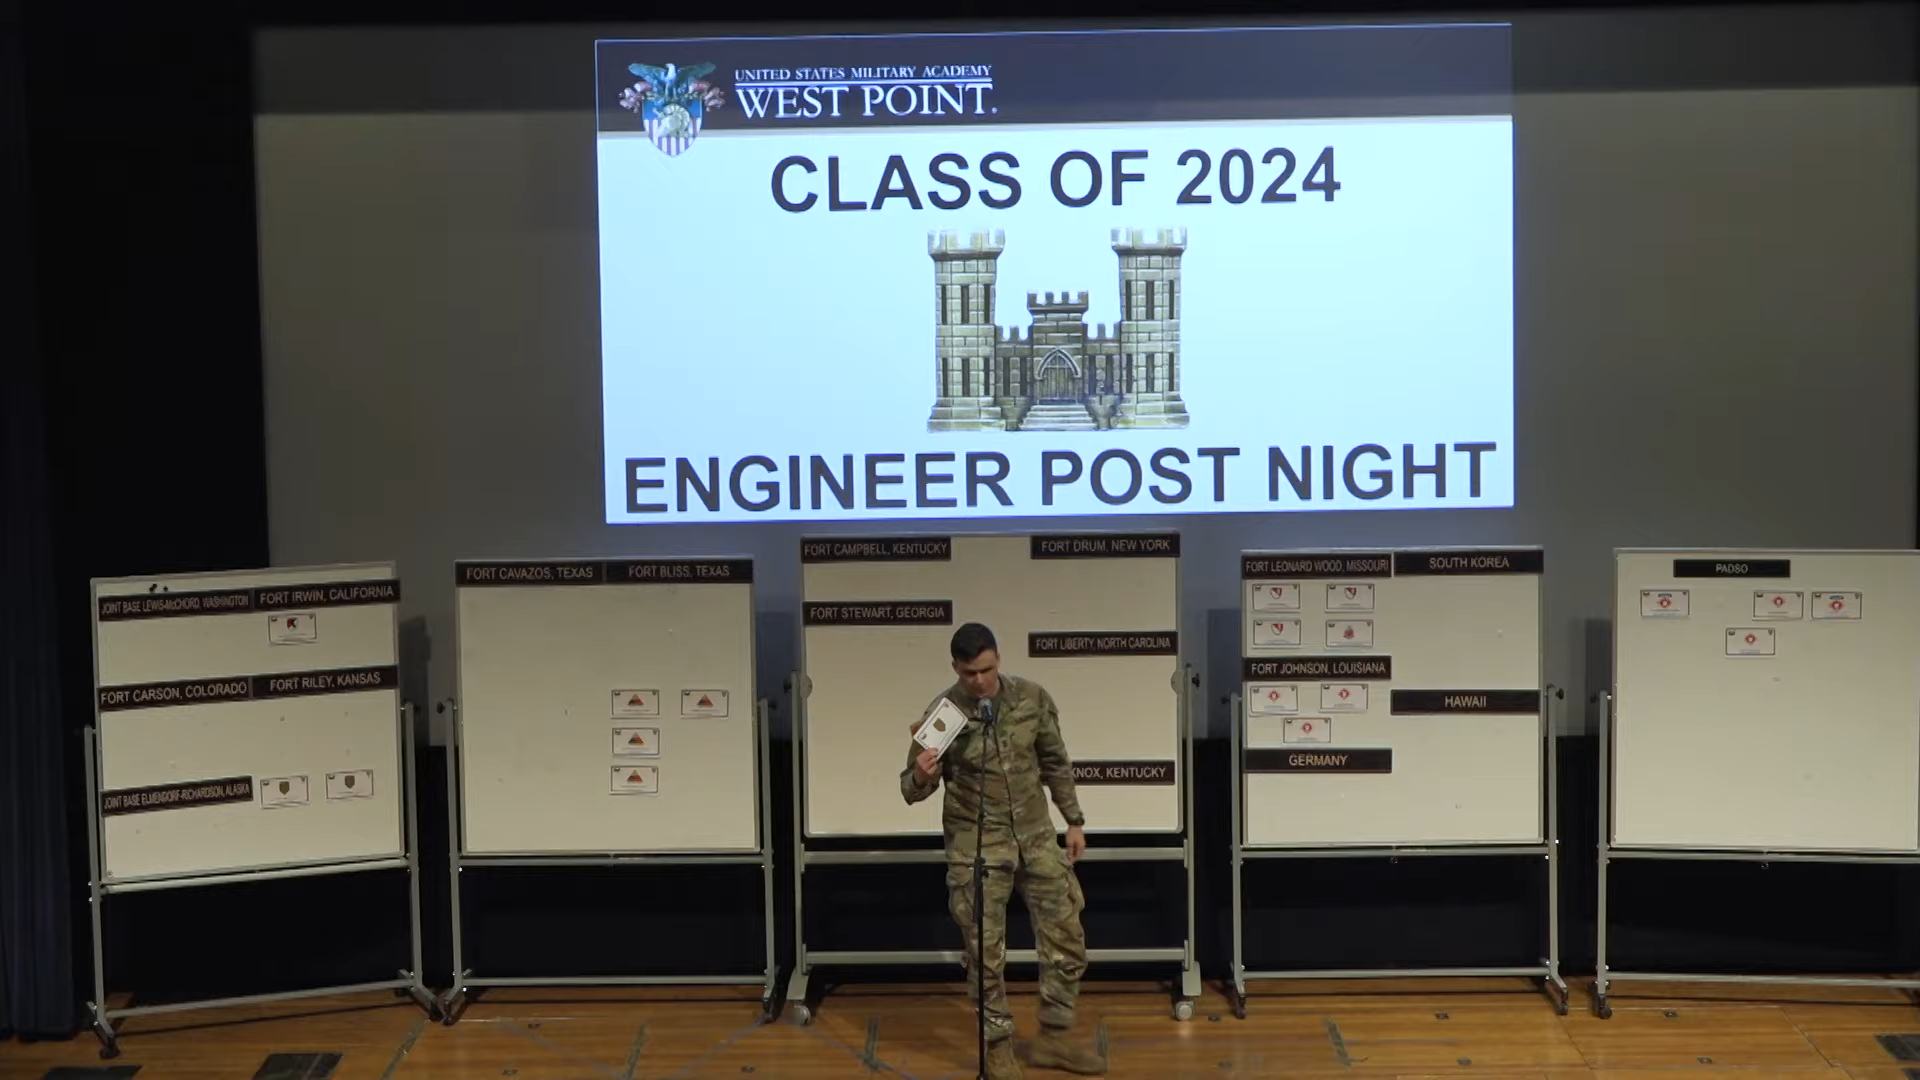 UNITED STATES MILITARY ACADEMY
WEST POINT.
CLASS OF 2024
ENGINEER POST NIGHT
JOINT BASE LEWIS-McCHORD, WASHINGTON
FORT IRWIN, CALIFORNIA
FORT CARSON, COLORADO
FORT RILEY, KANSAS
JOINT BASE ELMENDORF-RICHARDSON, ALASKA
FORT CAVAZOS, TEXAS
FORT BLISS, TEXAS
FORT CAMPBELL, KENTUCKY
FORT DRUM, NEW YORK
FORT STEWART, GEORGIA
FORT LIBERTY, NORTH CAROLINA
KNOX, KENTUCKY
FORT LEONARD WOOD, MISSOURI
SOUTH KOREA
FORT JOHNSON, LOUISIANA
HAWAII
GERMANY
PADSO